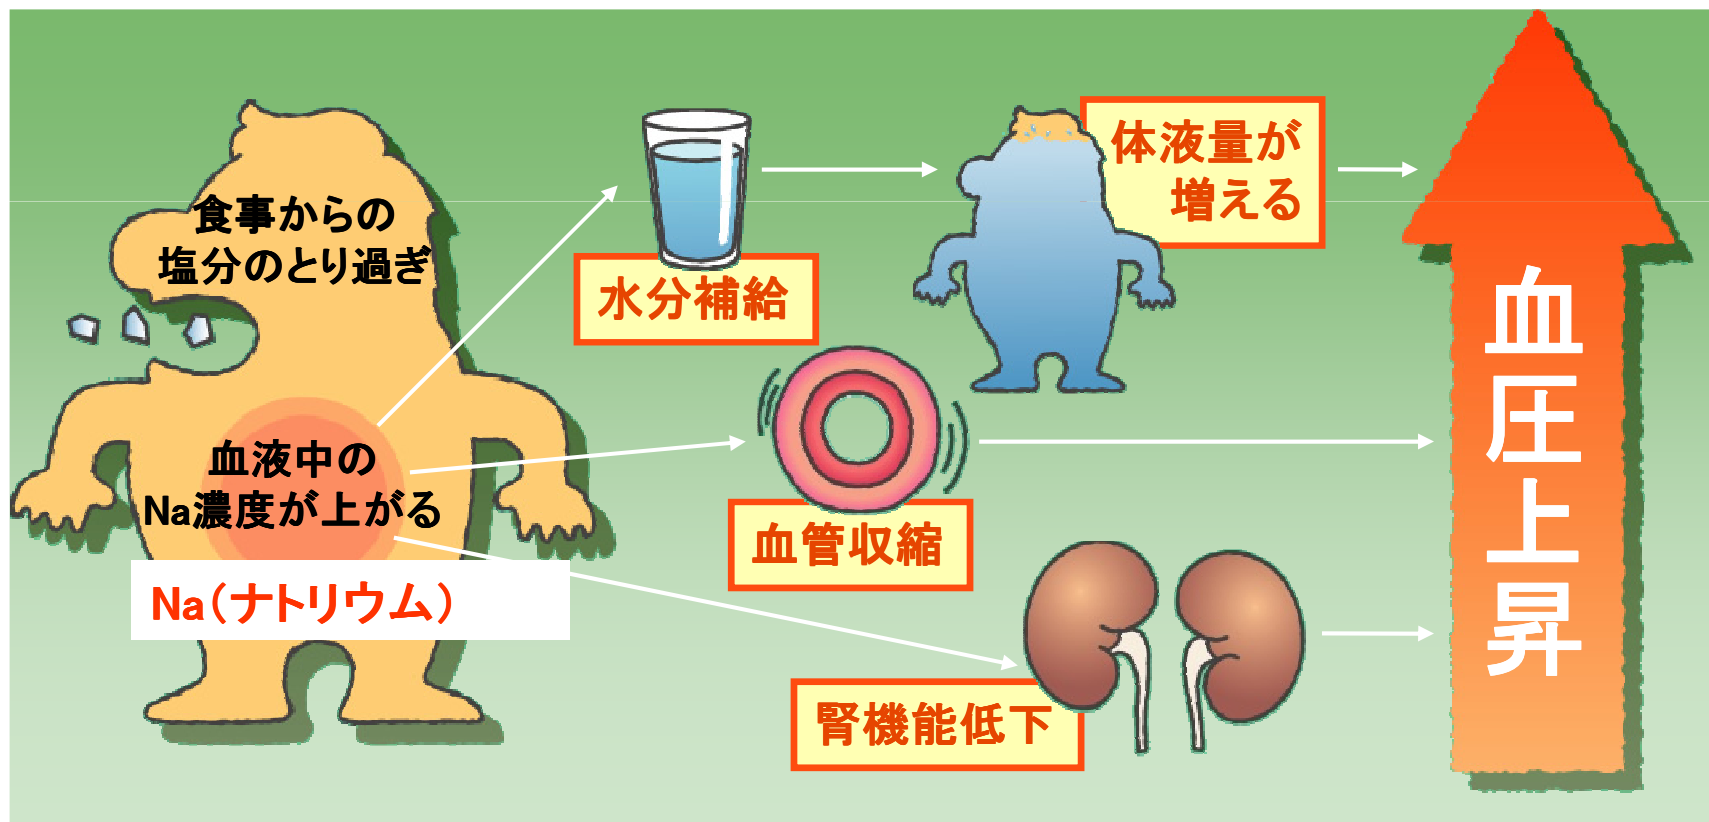 食事からの
塩分のとり過ぎ
血液中の
Na濃度が上がる
Na（ナトリウム）
水分補給
体液量が
増える
血管収縮
腎機能低下
血圧上昇